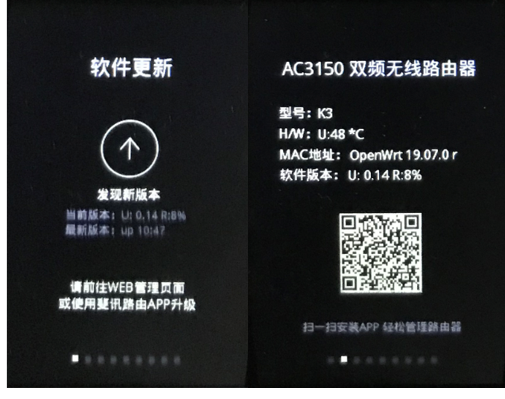 软件更新
发现新版本
当前版本: U: 0.14 R:8%
最新版本: up 10:47
请前往WEB管理页面
或使用斐讯路由APP升级
AC3150 双频无线路由器
型号: K3
H/W: U:48 *C
MAC地址: OpenWrt 19.07.0 r
软件版本: U: 0.14 R:8%
扫一扫安装APP 轻松管理路由器